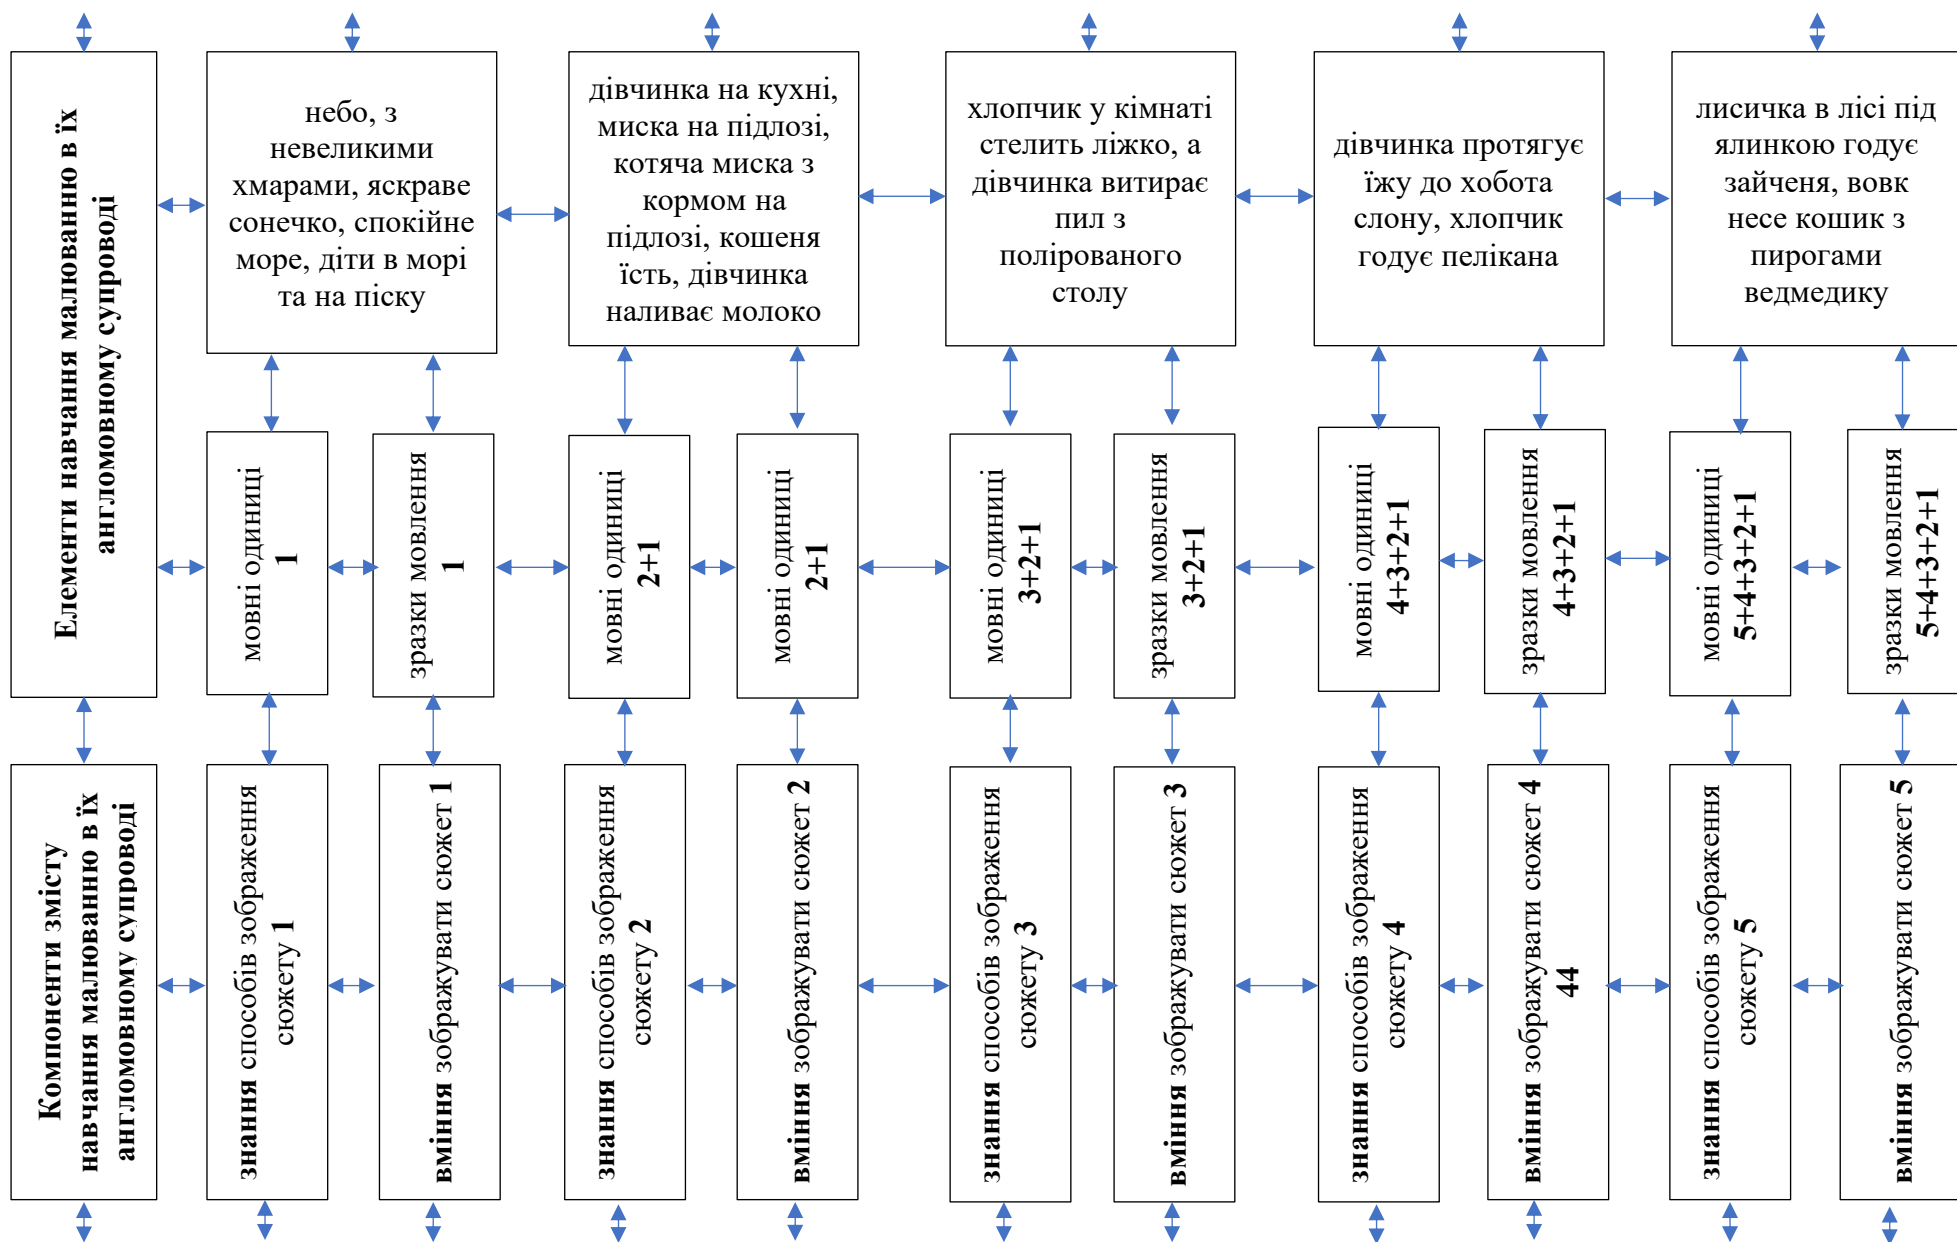 Елементи навчання малюванню в їх
англомовному супроводі
небо, з
невеликими
хмарами, яскраве
сонечко, спокійне
море, діти в морі
та на піску
дівчинка на кухні,
миска на підлозі,
котяча миска з
кормом на
підлозі, кошеня
їсть, дівчинка
наливає молоко
хлопчик у кімнаті
стелить ліжко, а
дівчинка витирає
пил з
полірованого
столу
дівчинка протягує
їжу до хобота
слону, хлопчик
годує пелікана
лисичка в лісі під
ялинкою годує
зайченя, вовк
несе кошик з
пирогами
ведмедику
мовні одиниці
1
зразки мовлення
1
мовні одиниці
2+1
мовні одиниці
2+1
мовні одиниці
3+2+1
зразки мовлення
3+2+1
мовні одиниці
4+3+2+1
зразки мовлення
4+3+2+1
мовні одиниці
5+4+3+2+1
зразки мовлення
5+4+3+2+1
Компоненти змісту
навчання малюванню в їх
англомовному супроводі
знання способів зображення
сюжету 1
вміння зображувати сюжет 1
знання способів зображення
сюжету 2
вміння зображувати сюжет 2
знання способів зображення
сюжету 3
вміння зображувати сюжет 3
знання способів зображення
сюжету 4
вміння зображувати сюжет 4
44
знання способів зображення
сюжету 5
вміння зображувати сюжет 5